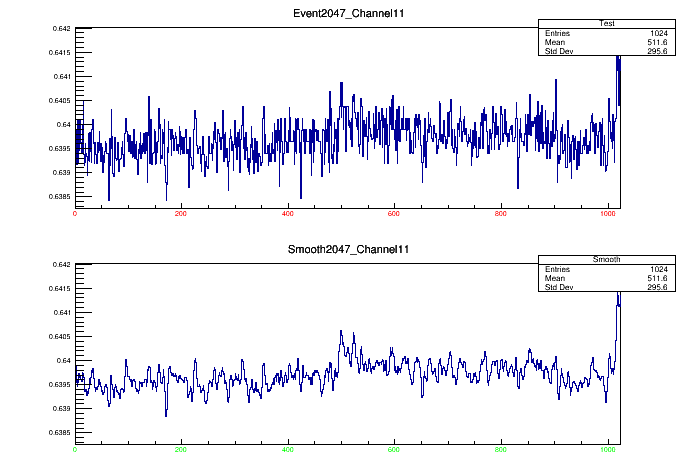 Event2047_Channel11
Test
Entries 1024
Mean 511.6
Std Dev 295.6
0.642
0.6415
0.641
0.6405
0.64
0.6395
0.639
0.6385
0 200 400 600 800 1000
Smooth2047_Channel11
Smooth
Entries 1024
Mean 511.6
Std Dev 295.6
0.642
0.6415
0.641
0.6405
0.64
0.6395
0.639
0.6385
0 200 400 600 800 1000